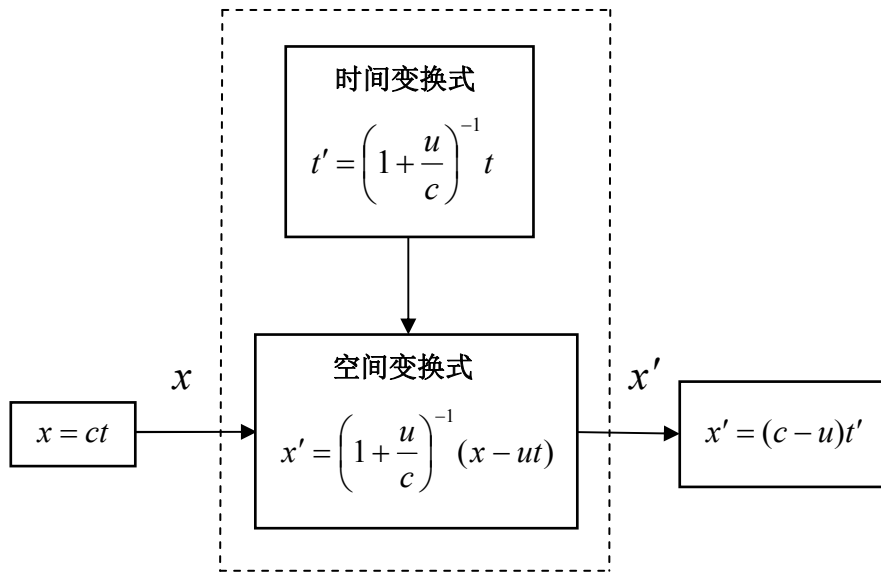 时间变换式
t′ = (1 + u/c)⁻¹ t
空间变换式
x′ = (1 + u/c)⁻¹ (x − ut)
x
x = ct
x′
x′ = (c − u)t′